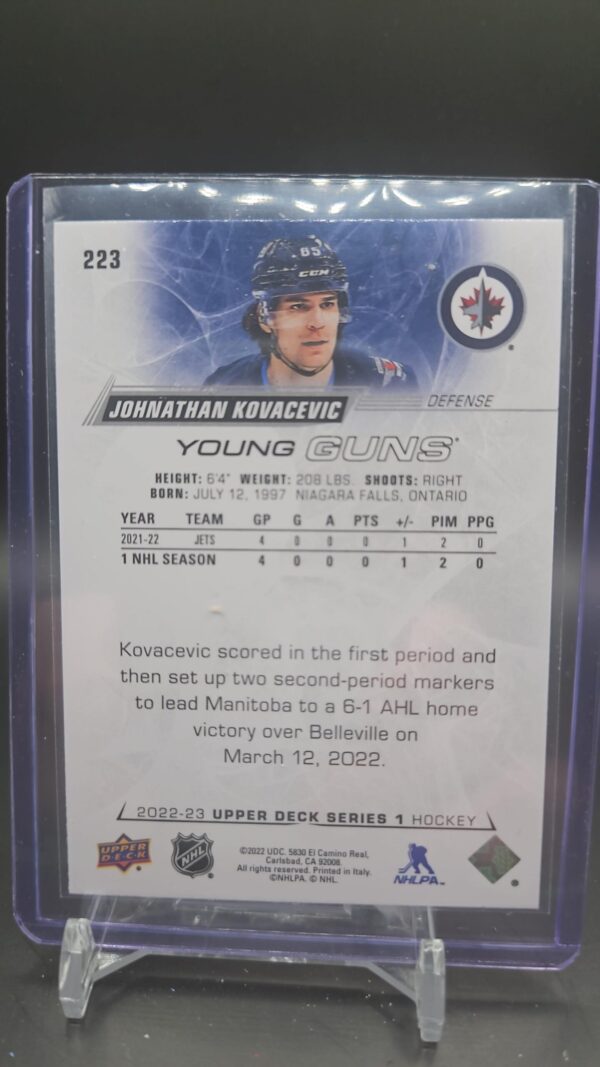 223
85
CCM
JOHNATHAN KOVACEVIC
DEFENSE
YOUNG GUNS
HEIGHT: 6'4" WEIGHT: 208 LBS. SHOOTS: RIGHT
BORN: JULY 12, 1997 NIAGARA FALLS, ONTARIO
YEAR TEAM GP G A PTS +/- PIM PPG
2021-22 JETS 4 0 0 0 1 2 0
1 NHL SEASON 4 0 0 0 1 2 0
Kovacevic scored in the first period and
then set up two second-period markers
to lead Manitoba to a 6-1 AHL home
victory over Belleville on
March 12, 2022.
2022-23 UPPER DECK SERIES 1 HOCKEY
UPPER DECK
NHL
©2022 UDC. 5830 El Camino Real,
Carlsbad, CA 92008.
All rights reserved. Printed in Italy.
©NHLPA. © NHL.
NHLPA